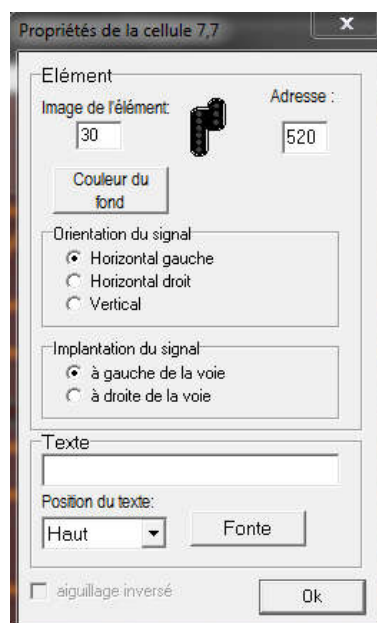 Propriétés de la cellule 7,7
x
Elément
Image de l'élément:
Adresse :
30
520
Couleur du
fond
Orientation du signal
Horizontal gauche
Horizontal droit
Vertical
Implantation du signal
à gauche de la voie
à droite de la voie
Texte
Position du texte:
Haut
Fonte
aiguillage inversé
Ok